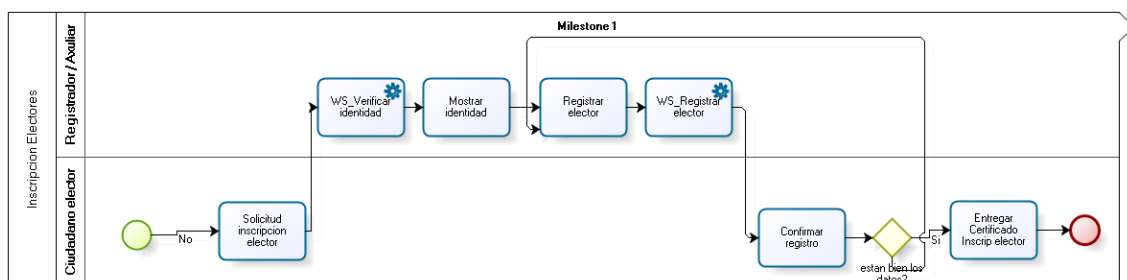 Milestone 1
Inscripcion Electores
Registrador / Axuliar
WS_Verificar
identidad
Mostrar
identidad
Registrar
elector
WS_Registrar
elector
Ciudadano elector
No
Solicitud
inscripcion
elector
Confirmar
registro
estan bien los
datos?
Si
Entregar
Certificado
Inscrip elector